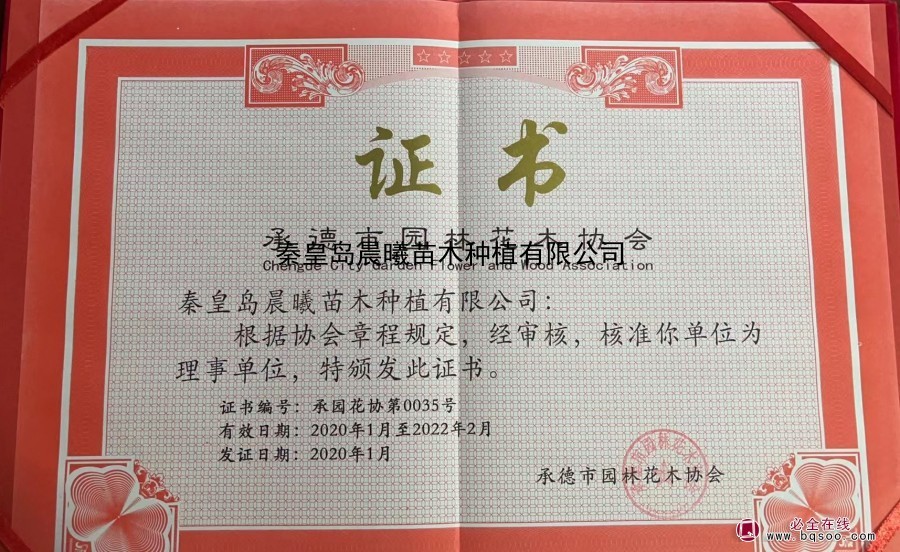 证书
承德市园林花木协会
秦皇岛晨曦苗木种植有限公司
Chengde City Garden Flower and Wood Association
秦皇岛晨曦苗木种植有限公司:
根据协会章程规定，经审核，核准你单位为
理事单位，特颁发此证书。
证书编号：承园花协第0035号
有效日期：2020年1月至2022年2月
发证日期：2020年1月
承德市园林花木协会
必全在线
www.bqsoo.com